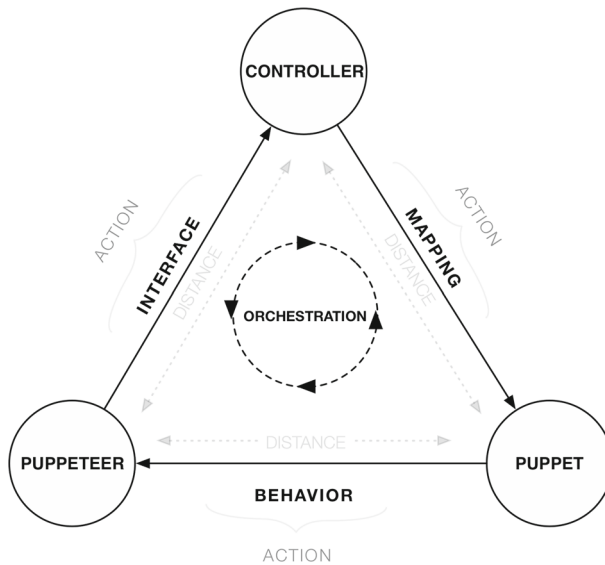 CONTROLLER
ACTION
INTERFACE
DISTANCE
ACTION
MAPPING
DISTANCE
ORCHESTRATION
PUPPETEER
DISTANCE
PUPPET
BEHAVIOR
ACTION